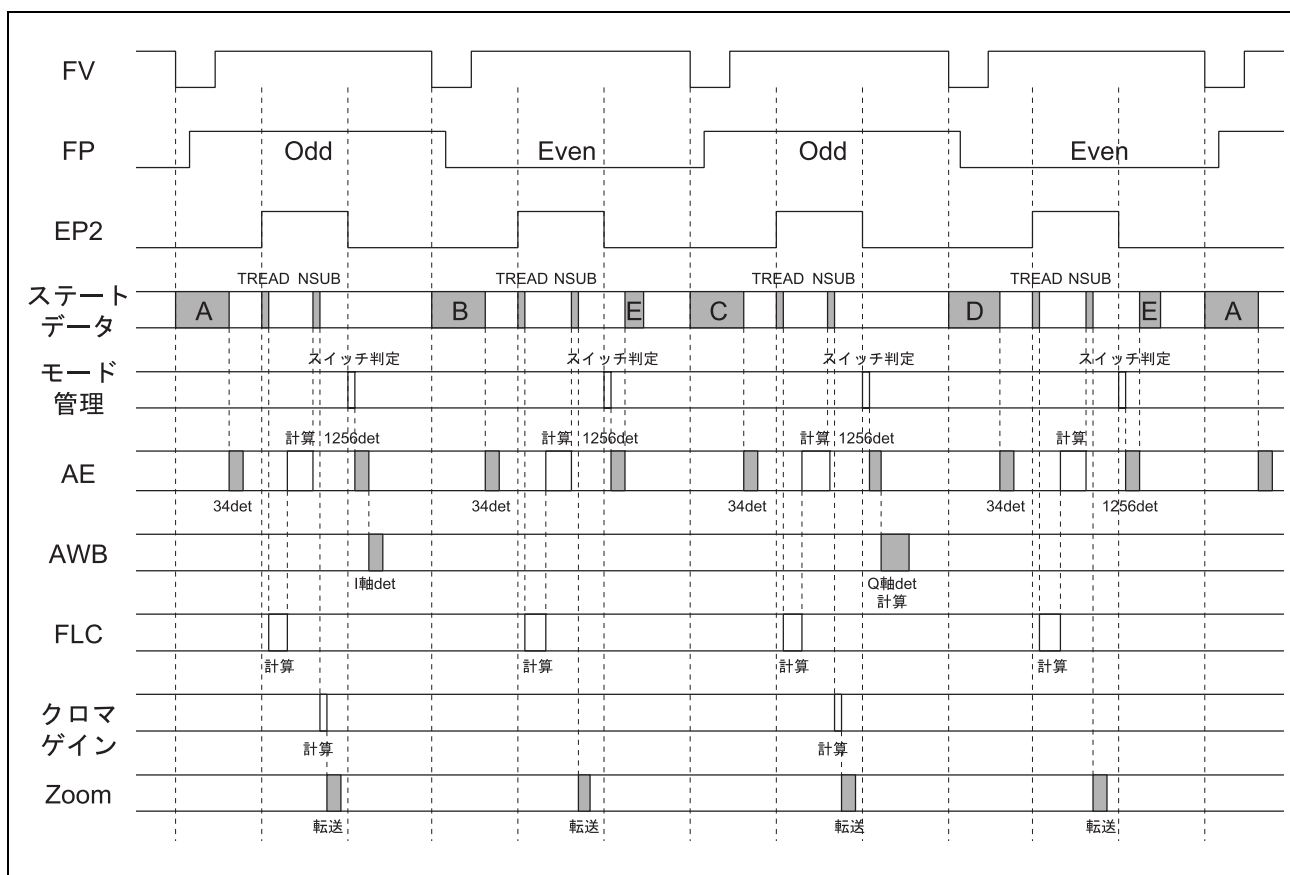 FV
FP Odd Even Odd Even
EP2
TREAD NSUB TREAD NSUB TREAD NSUB TREAD NSUB
ステート
データ
A B E C D E A
スイッチ判定 スイッチ判定 スイッチ判定 スイッチ判定
モード
管理
計算 1256det 計算 1256det 計算 1256det 計算
AE
34det 34det 34det 34det 1256det
AWB
I軸det Q軸det
計算
FLC
計算 計算 計算 計算
クロマ
ゲイン
計算 計算
Zoom
転送 転送 転送 転送